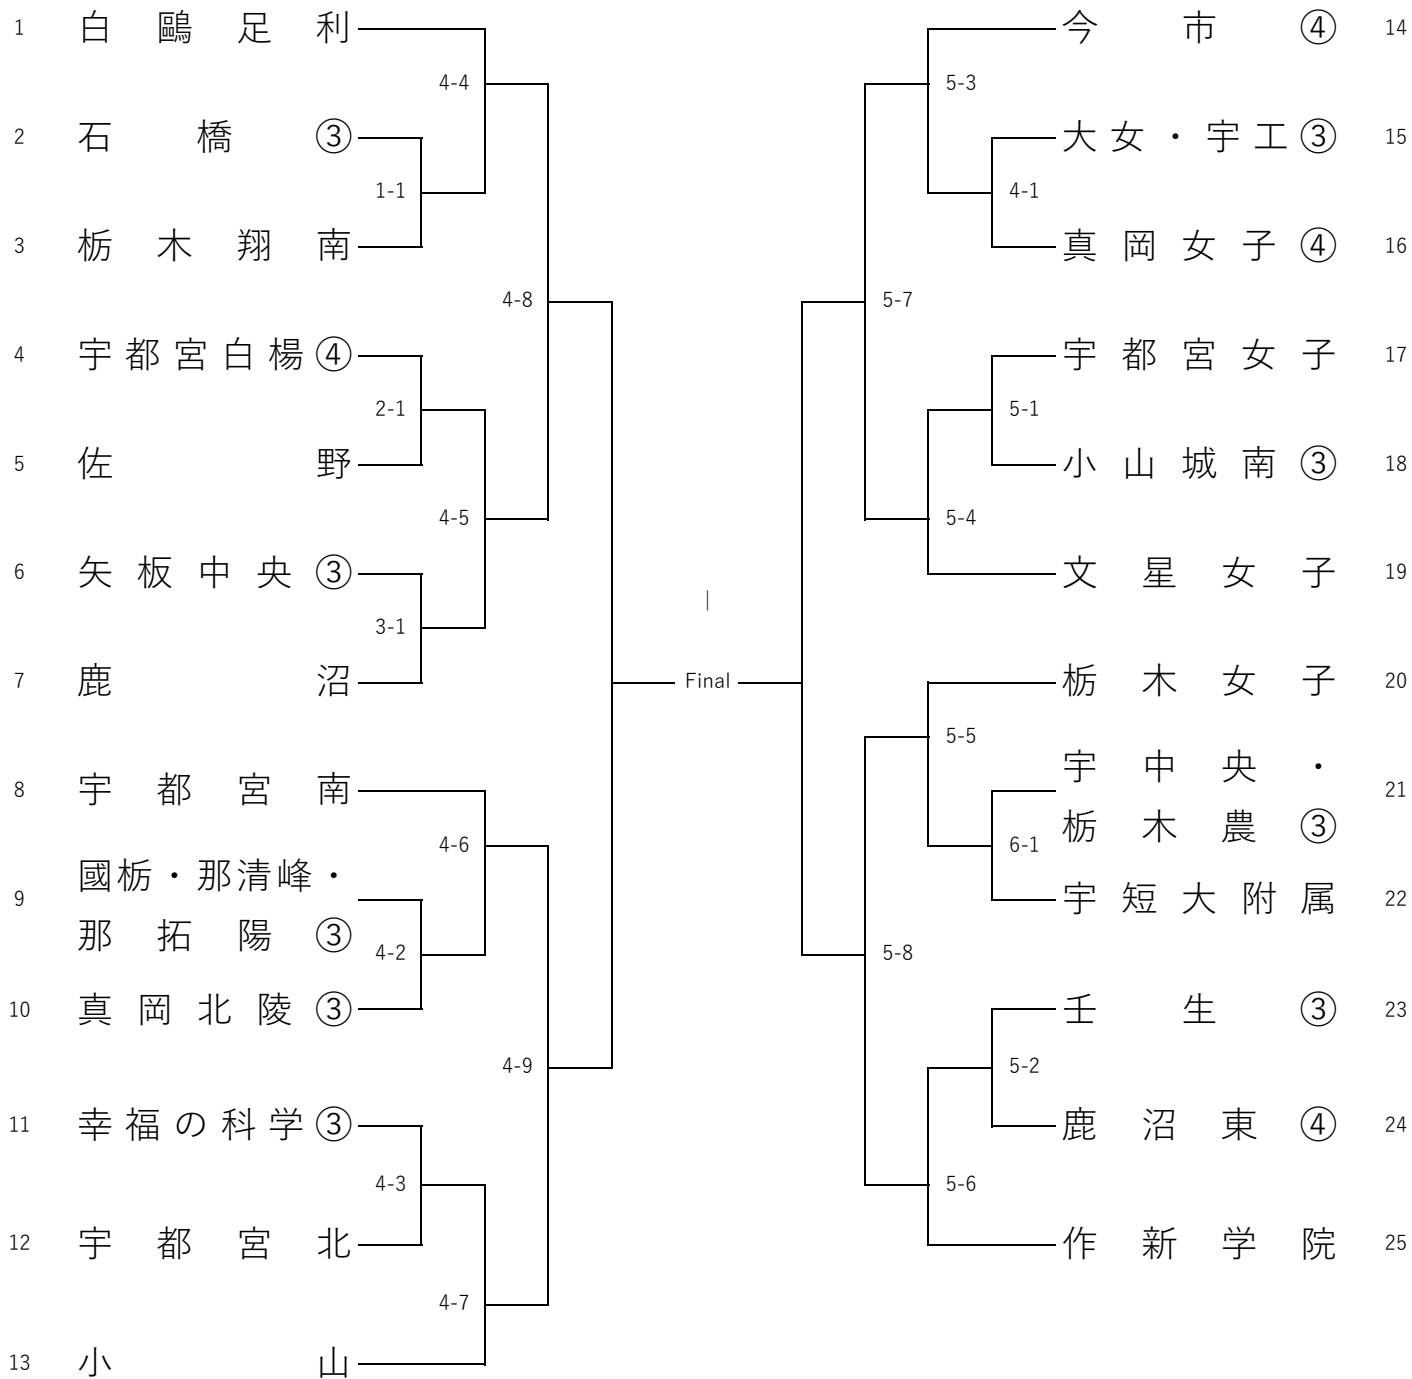 1 白鷗足利
4-4
2 石橋③
1-1
3 栃木翔南
4-8
4 宇都宮白楊④
2-1
5 佐野
4-5
6 矢板中央③
3-1
7 鹿沼
8 宇都宮南
4-6
9 國栃・那清峰・
那拓陽③
4-2
10 真岡北陵③
4-9
11 幸福の科学③
4-3
12 宇都宮北
4-7
13 小山
|
Final
今市④ 14
5-3
大女・宇工③ 15
4-1
真岡女子④ 16
5-7
宇都宮女子 17
5-1
小山城南③ 18
5-4
文星女子 19
栃木女子 20
5-5
宇中央・
栃木農③ 21
6-1
宇短大附属 22
5-8
壬生③ 23
5-2
鹿沼東④ 24
5-6
作新学院 25